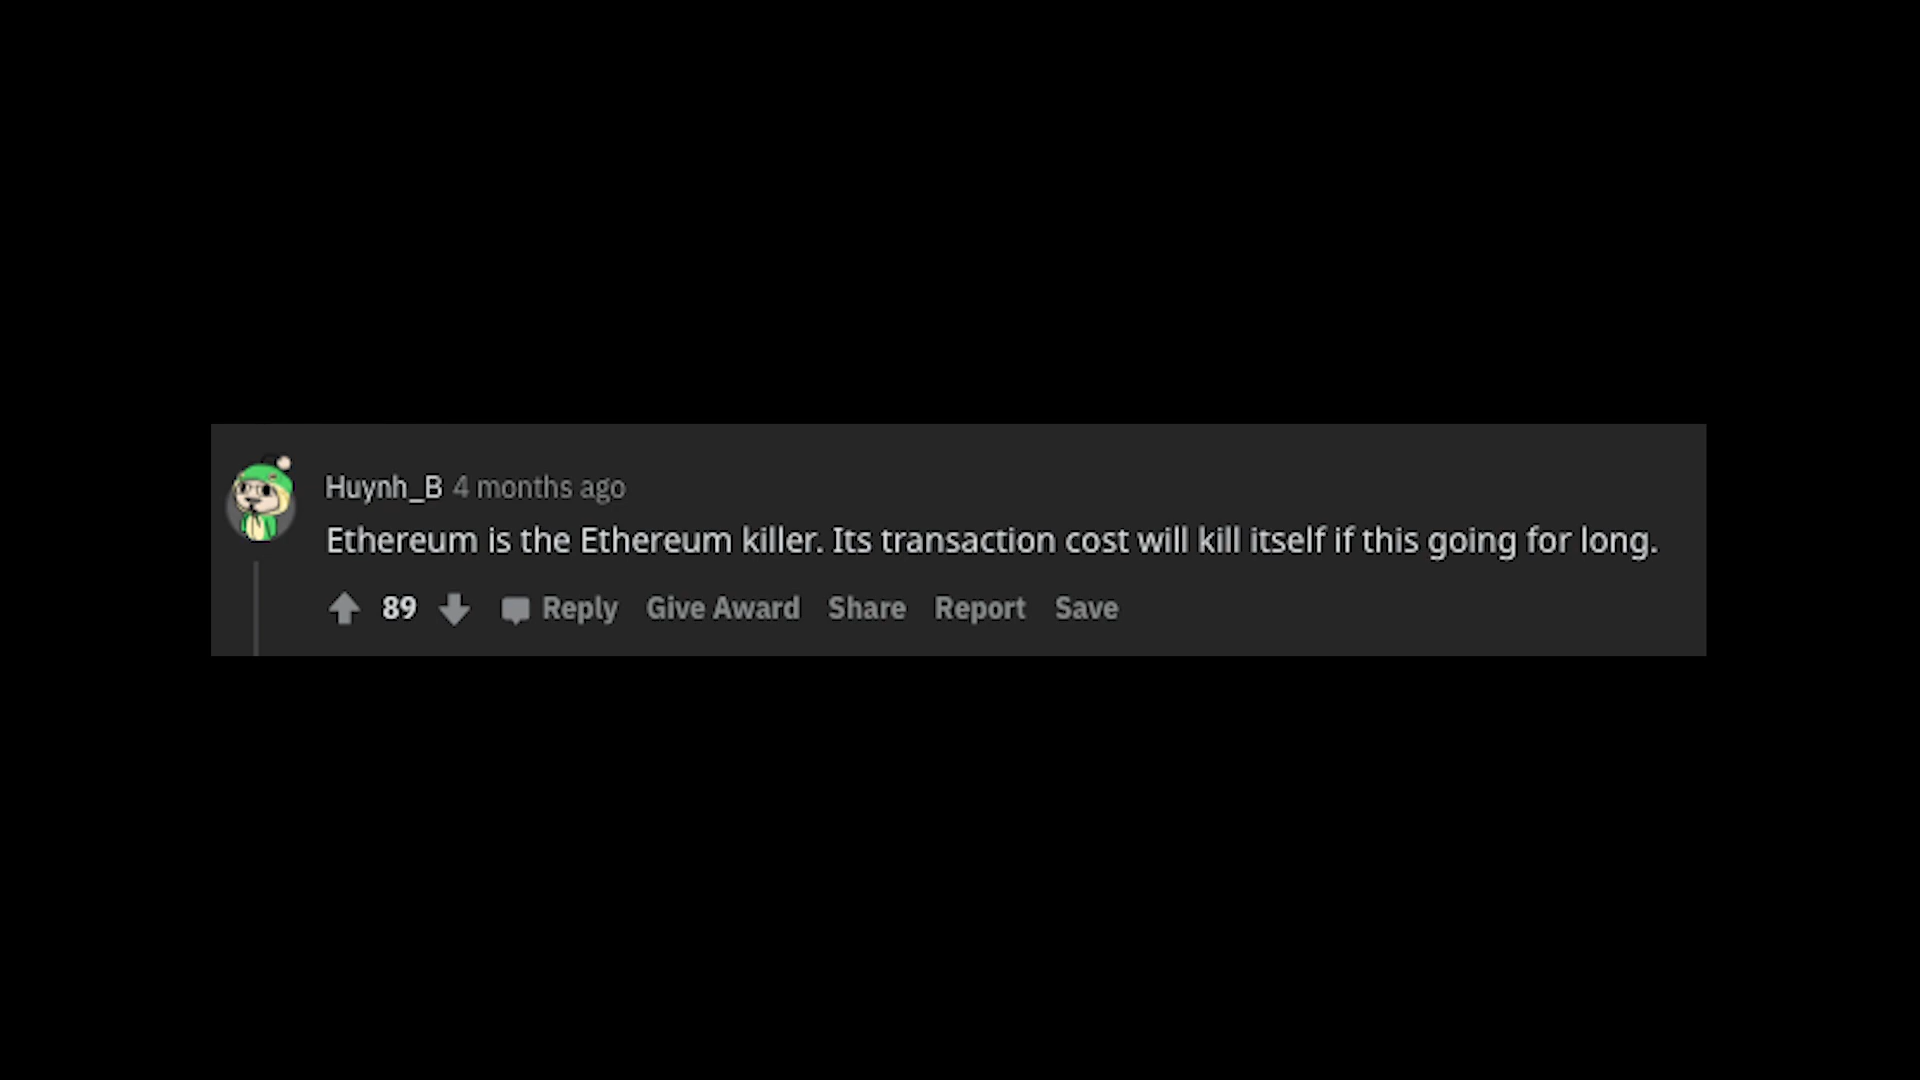 Huynh_B 4 months ago
Ethereum is the Ethereum killer. Its transaction cost will kill itself if this going for long.
89 Reply Give Award Share Report Save